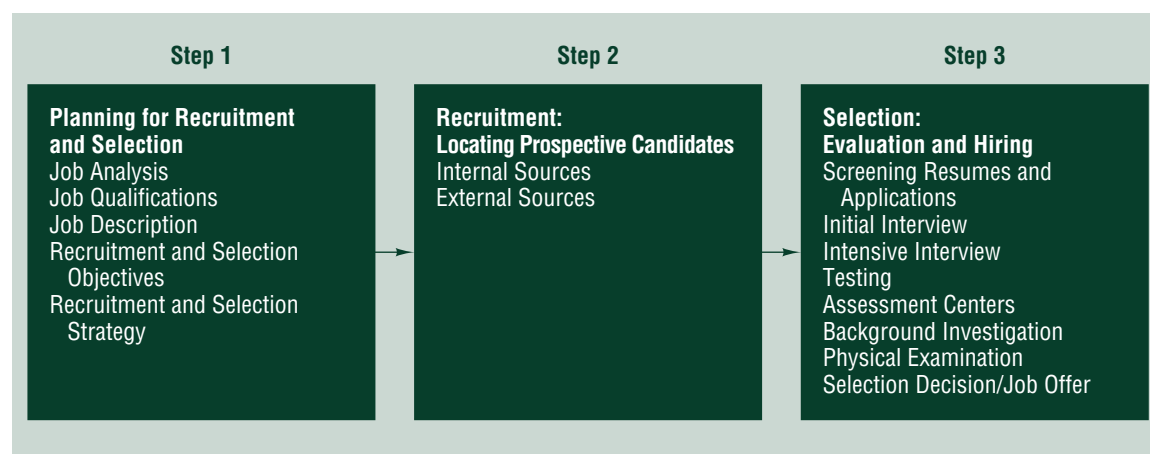 Step 1
Planning for Recruitment
and Selection
Job Analysis
Job Qualifications
Job Description
Recruitment and Selection
Objectives
Recruitment and Selection
Strategy
Step 2
Recruitment:
Locating Prospective Candidates
Internal Sources
External Sources
Step 3
Selection:
Evaluation and Hiring
Screening Resumes and
Applications
Initial Interview
Intensive Interview
Testing
Assessment Centers
Background Investigation
Physical Examination
Selection Decision/Job Offer